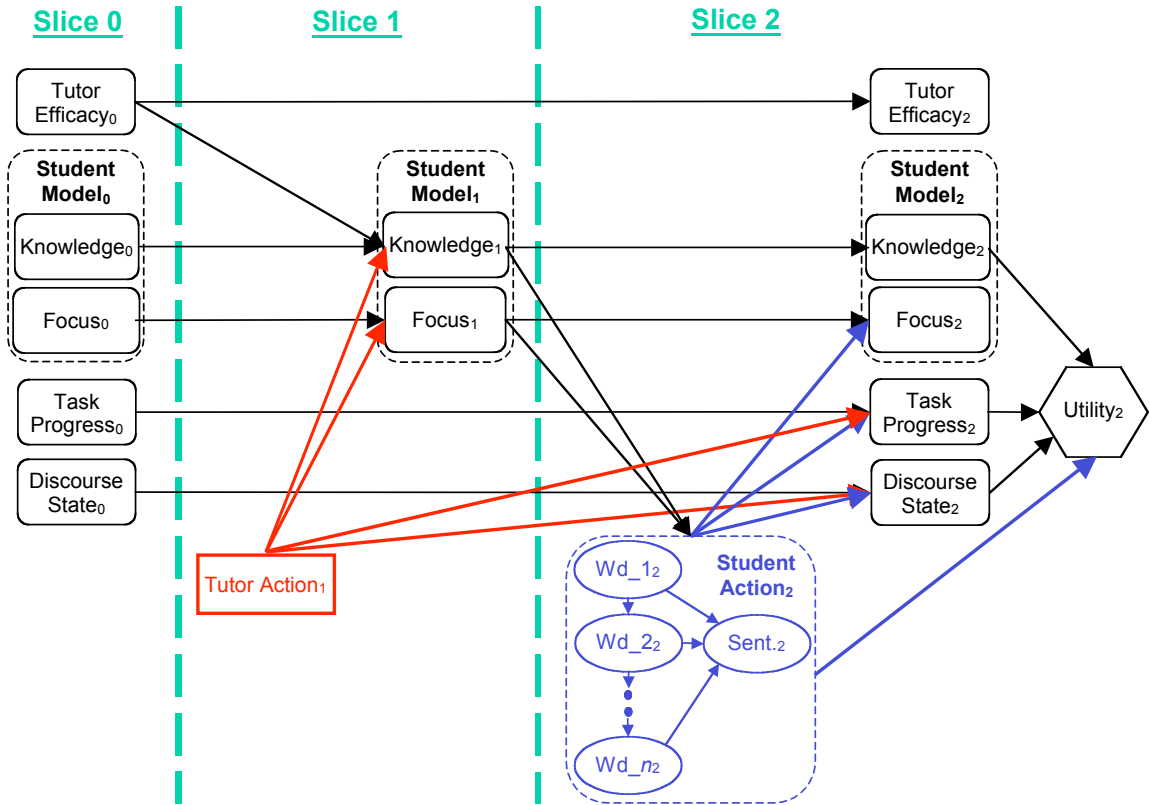 Slice 0
Slice 1
Slice 2
Tutor
Efficacy₀
Tutor
Efficacy₂
Student
Model₀
Student
Model₁
Student
Model₂
Knowledge₀
Knowledge₁
Knowledge₂
Focus₀
Focus₁
Focus₂
Task
Progress₀
Task
Progress₂
Utility₂
Discourse
State₀
Discourse
State₂
Tutor Action₁
Student
Action₂
Wd_1₂
Wd_2₂
Sent.₂
Wd_n₂